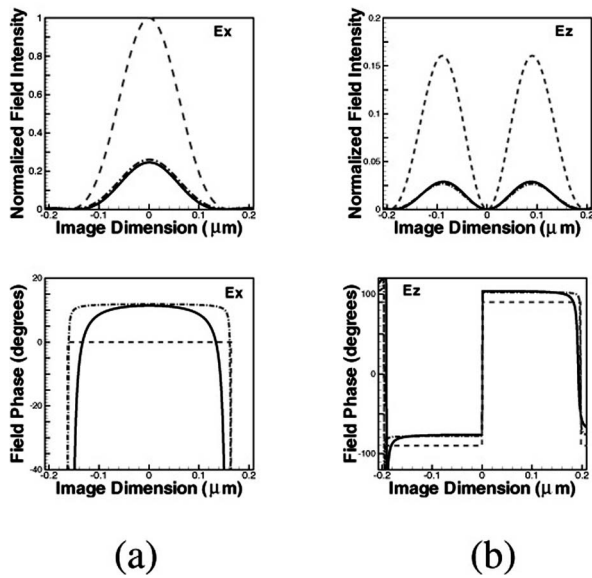 1
0.8
0.6
0.4
0.2
0
Normalized Field Intensity
Ex
-0.2 -0.1 0 0.1 0.2
Image Dimension (μm)
0.2
0.15
0.1
0.05
0
Normalized Field Intensity
Ez
-0.2 -0.1 0 0.1 0.2
Image Dimension (μm)
20
10
0
-10
-20
-30
-40
Field Phase (degrees)
Ex
-0.2 -0.1 0 0.1 0.2
Image Dimension (μm)
100
0
-100
Field Phase (degrees)
Ez
-0.2 -0.1 0 0.1 0.2
Image Dimension (μm)
(a)
(b)